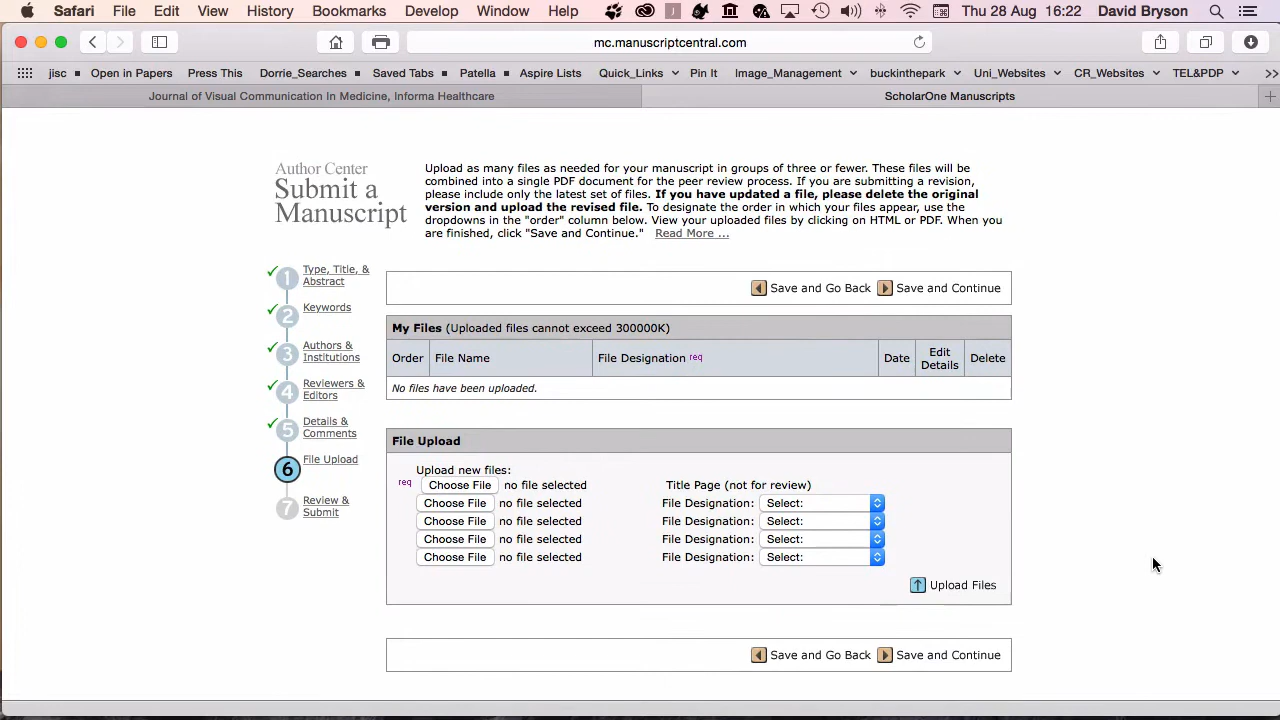 Safari File Edit View History Bookmarks Develop Window Help Thu 28 Aug 16:22 David Bryson
mc.manuscriptcentral.com
jisc Open in Papers Press This Dorrie_Searches Saved Tabs Patella Aspire Lists Quick_Links Pin It Image_Management buckinthepark Uni_Websites CR_Websites TEL&PDP >>
Journal of Visual Communication In Medicine, Informa Healthcare ScholarOne Manuscripts +
Author Center
Submit a
Manuscript
Upload as many files as needed for your manuscript in groups of three or fewer. These files will be
combined into a single PDF document for the peer review process. If you are submitting a revision,
please include only the latest set of files. If you have updated a file, please delete the original
version and upload the revised file. To designate the order in which your files appear, use the
dropdowns in the "order" column below. View your uploaded files by clicking on HTML or PDF. When you
are finished, click "Save and Continue." Read More ...
1 Type, Title, &
Abstract
2 Keywords
3 Authors &
Institutions
4 Reviewers &
Editors
5 Details &
Comments
6 File Upload
7 Review &
Submit
Save and Go Back Save and Continue
My Files (Uploaded files cannot exceed 300000K)
Order File Name File Designation req Date Edit Details Delete
No files have been uploaded.
File Upload
Upload new files:
req Choose File no file selected Title Page (not for review)
Choose File no file selected File Designation: Select:
Choose File no file selected File Designation: Select:
Choose File no file selected File Designation: Select:
Choose File no file selected File Designation: Select:
Upload Files
Save and Go Back Save and Continue